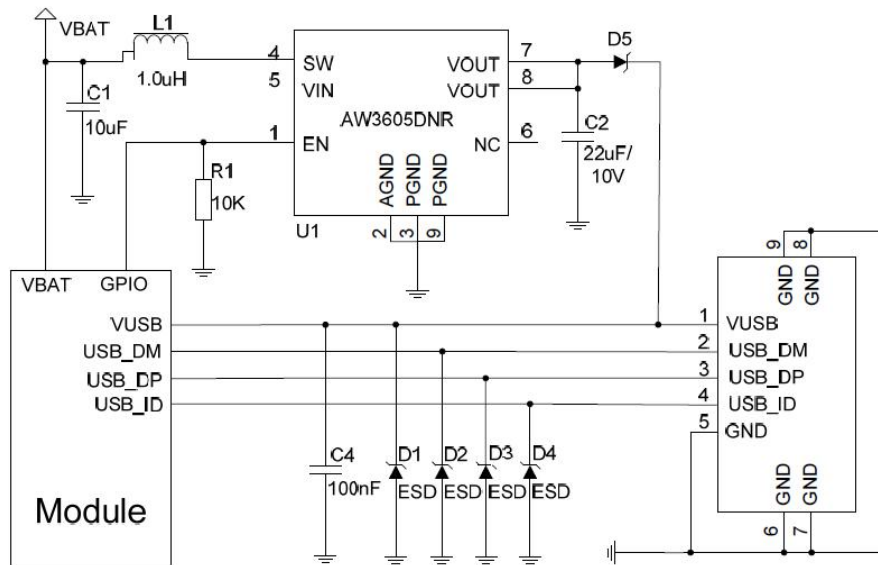 VBAT
L1
1.0uH
C1
10uF
4
5
1
SW
VIN
EN
AW3605DNR
VOUT
VOUT
NC
7
8
6
D5
C2
22uF/
10V
R1
10K
AGND
PGND
PGND
U1
2
3
9
VBAT
GPIO
VUSB
USB_DM
USB_DP
USB_ID
Module
C4
100nF
D1
ESD
D2
ESD
D3
ESD
D4
ESD
9
8
GND
GND
1
2
3
4
5
VUSB
USB_DM
USB_DP
USB_ID
GND
GND
GND
6
7